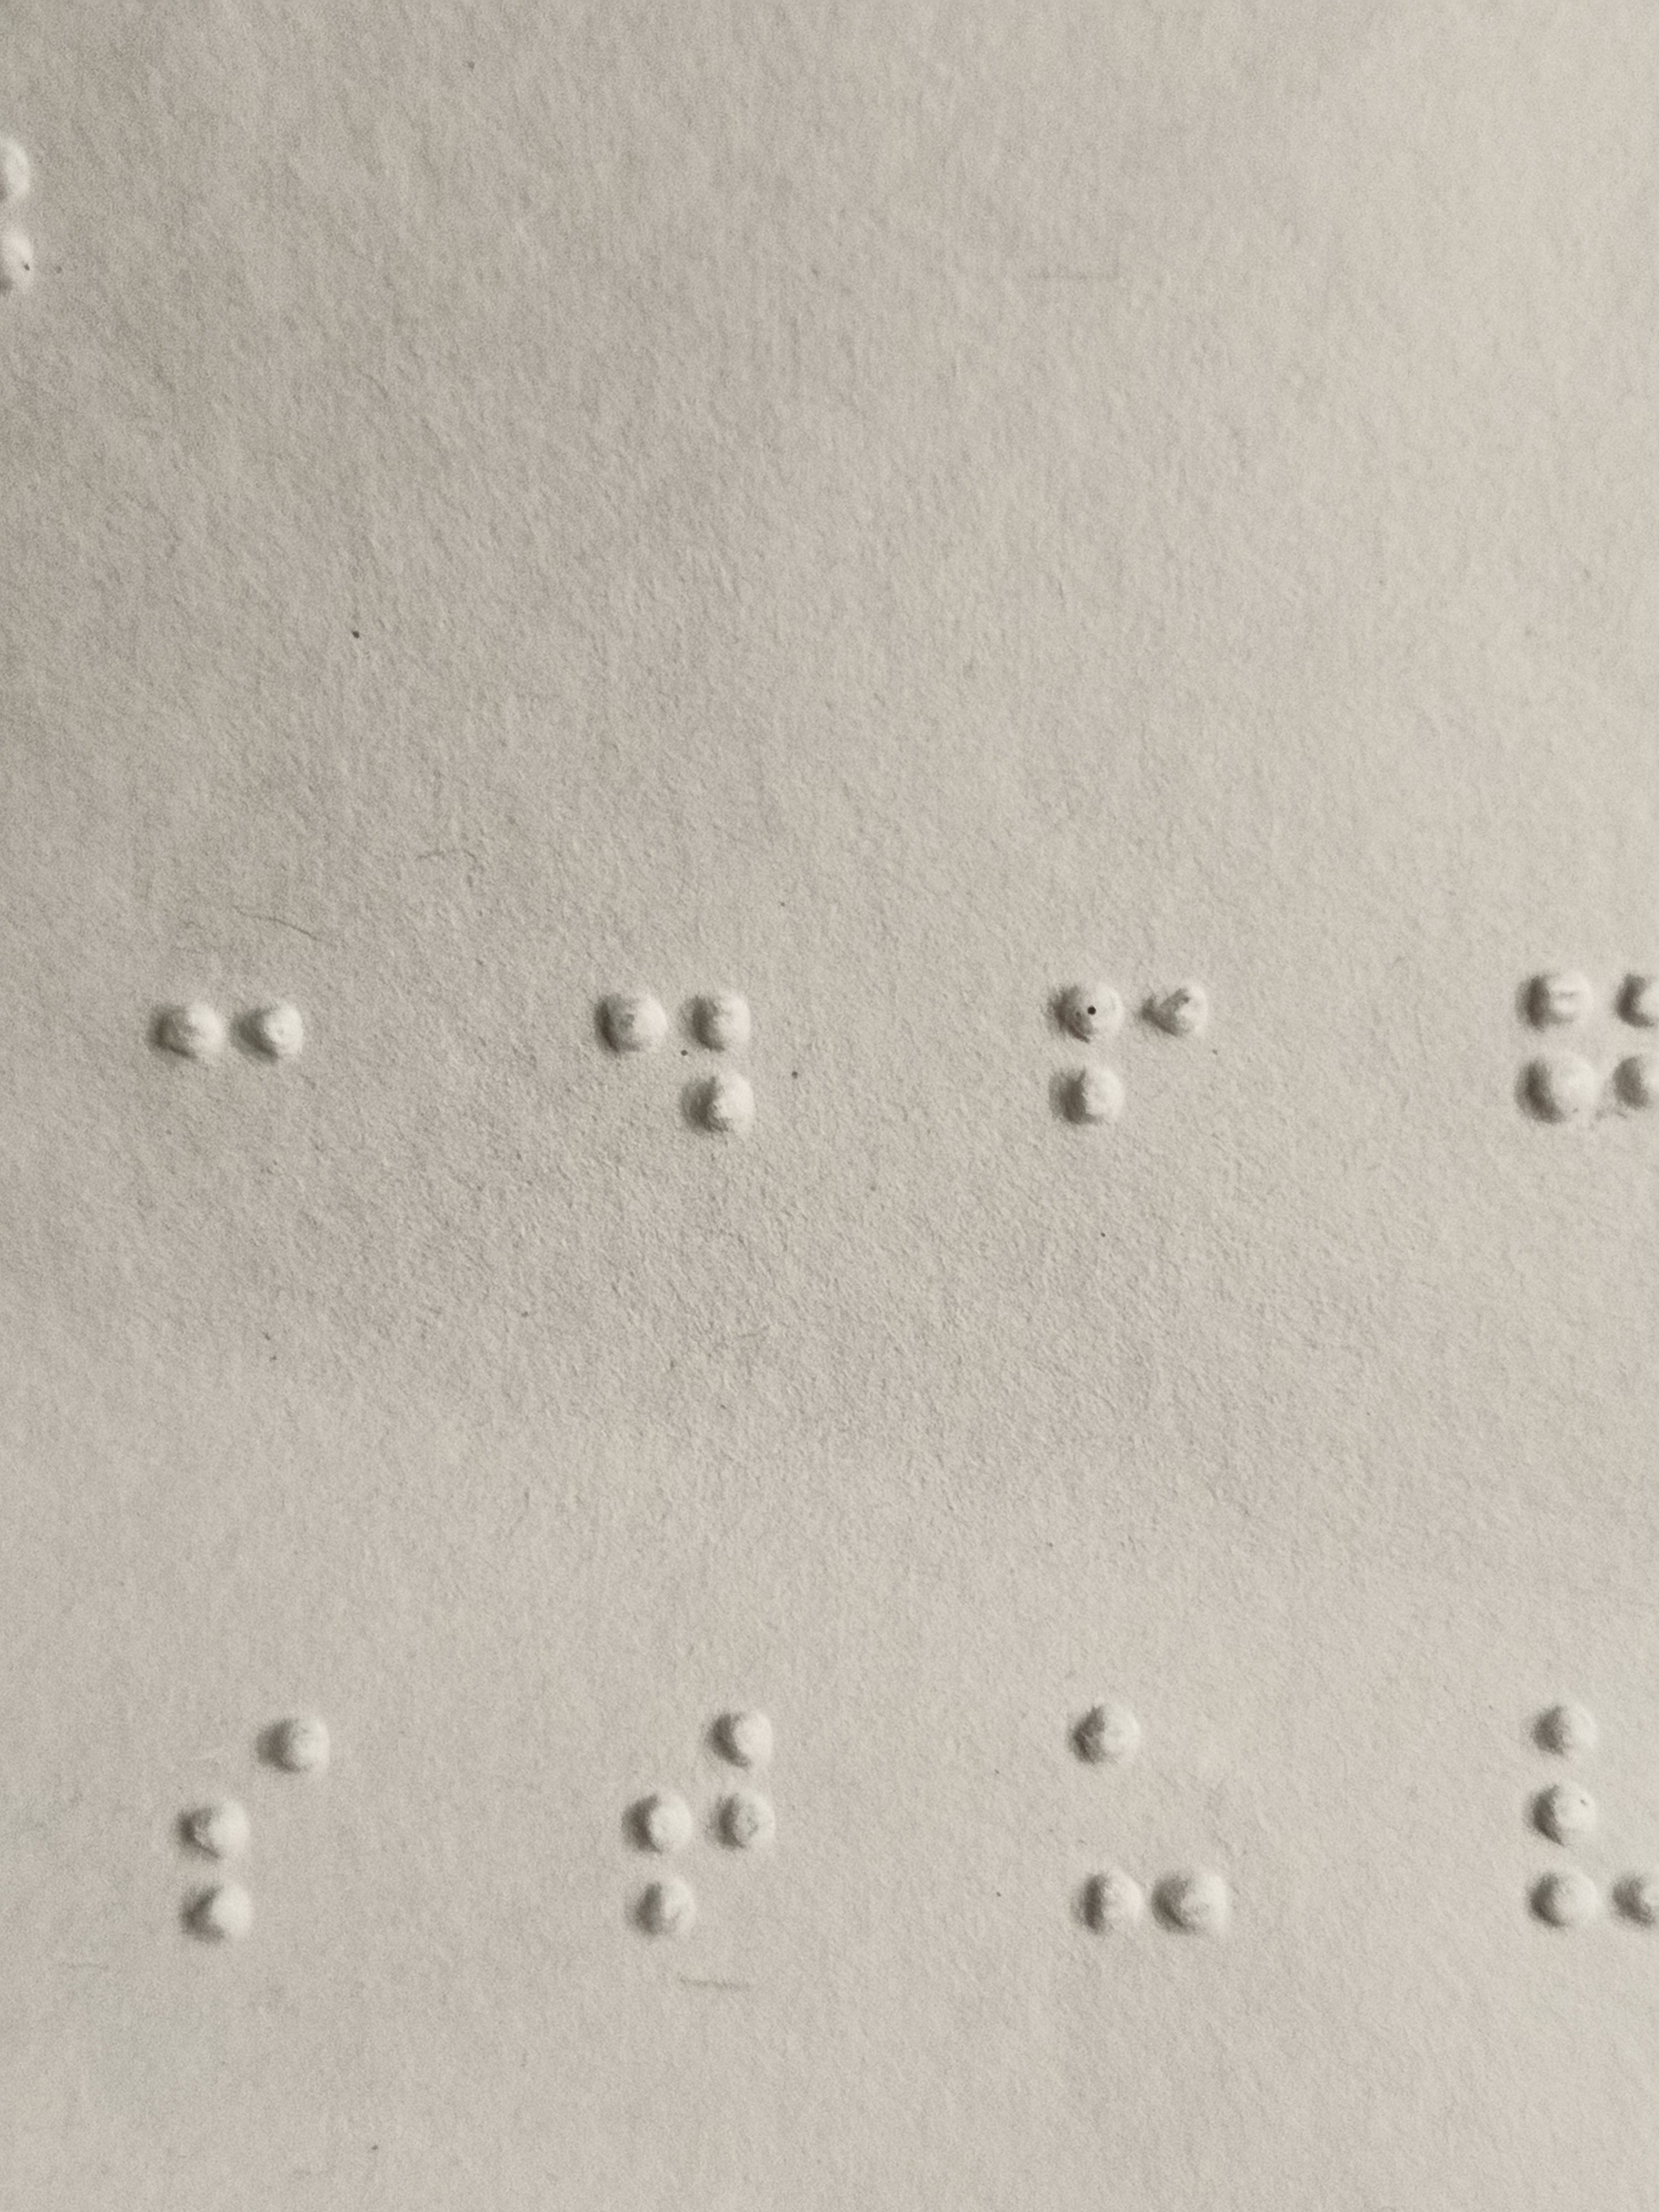 ⠉ ⠙ ⠋ ⠛
⠎ ⠞ ⠥ ⠧